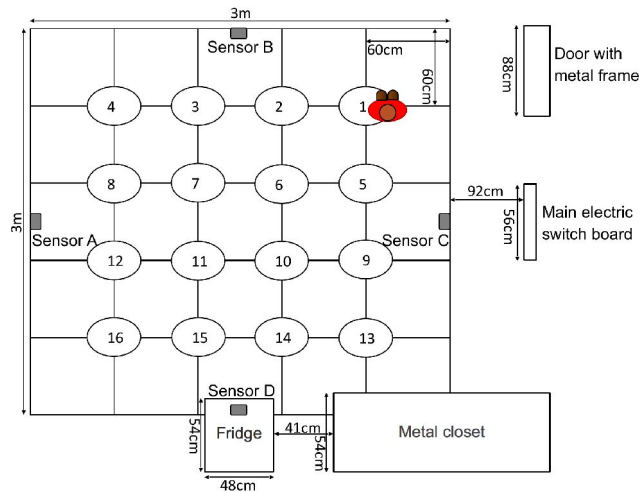 3m
Sensor B
60cm
60cm
88cm
Door with
metal frame
4
3
2
1
3m
8
7
6
5
92cm
56cm
Main electric
switch board
Sensor A
Sensor C
12
11
10
9
16
15
14
13
Sensor D
54cm
Fridge
41cm
54cm
Metal closet
48cm